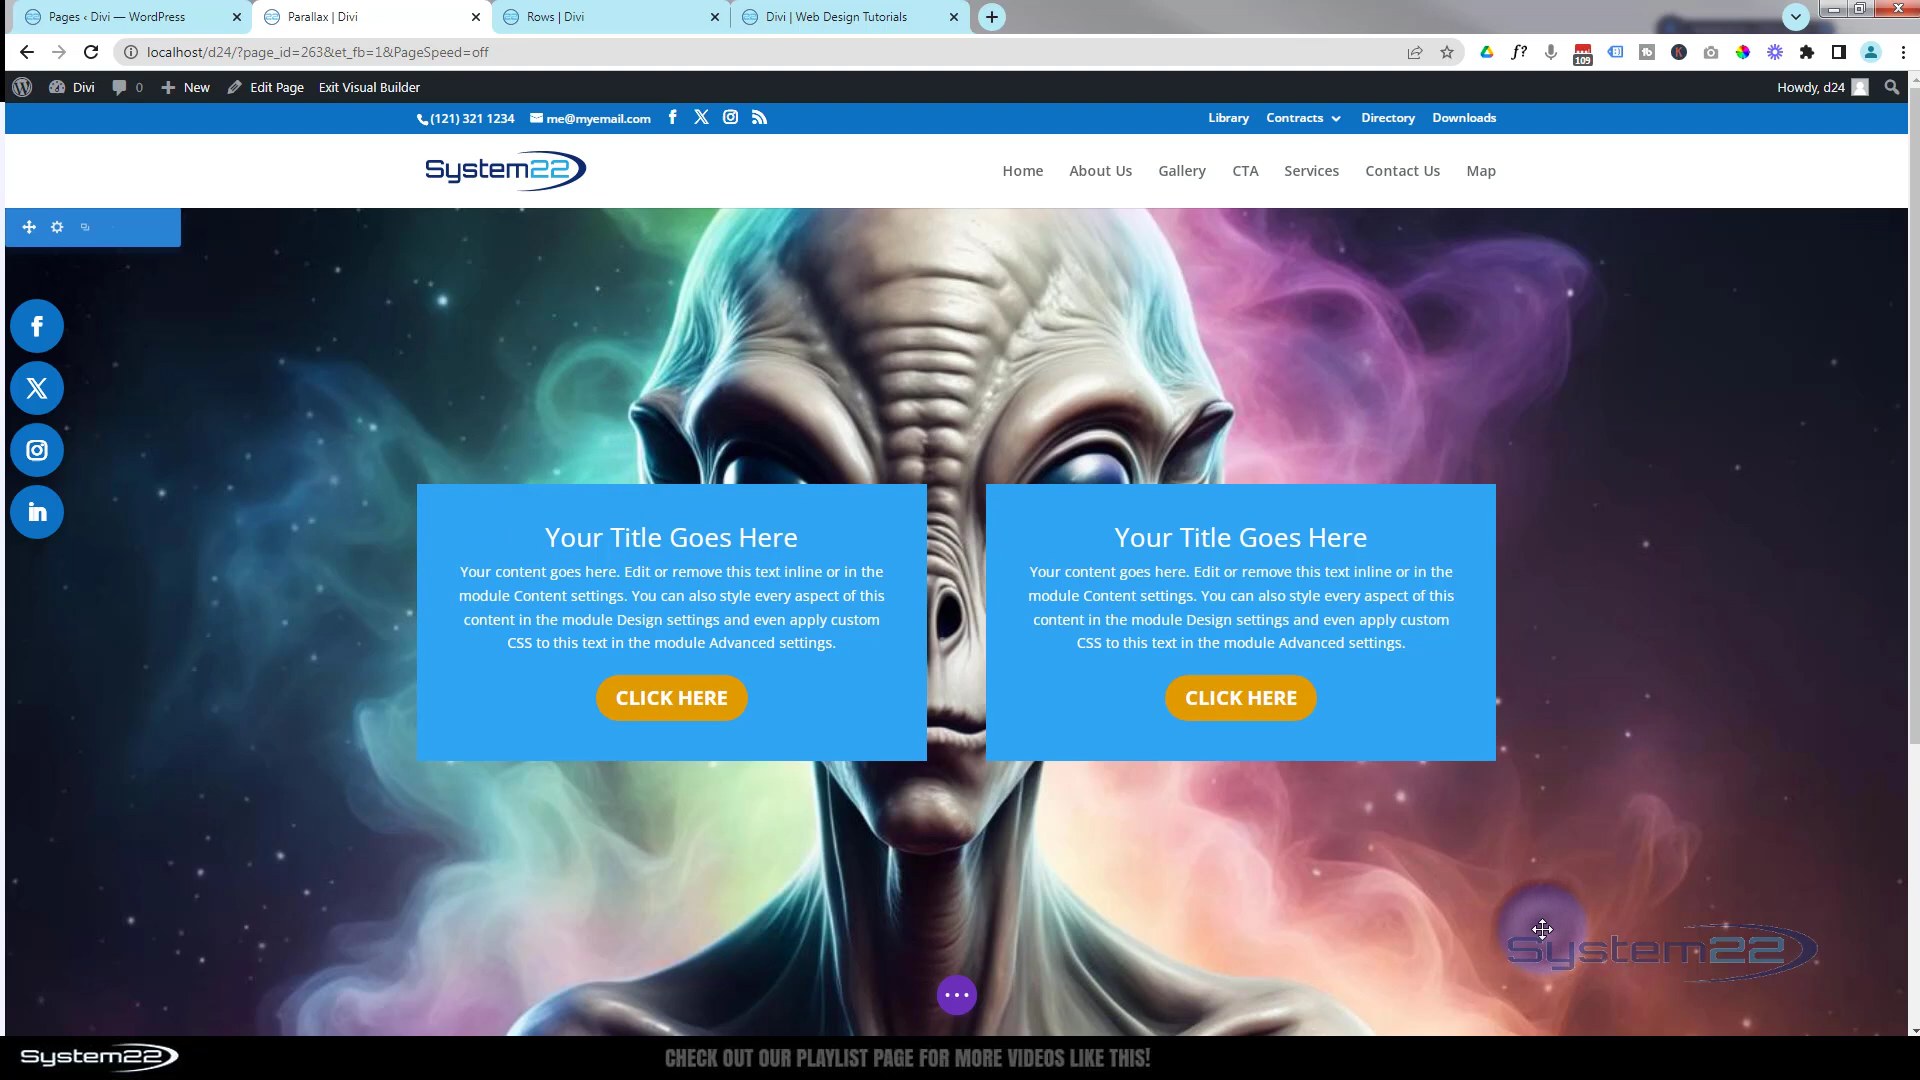 Pages ‹ Divi — WordPress
Parallax | Divi
Rows | Divi
Divi | Web Design Tutorials
localhost/d24/?page_id=263&et_fb=1&PageSpeed=off
f?
109
Divi
0
New
Edit Page
Exit Visual Builder
Howdy, d24
(121) 321 1234
me@myemail.com
Library
Contracts
Directory
Downloads
System22
Home
About Us
Gallery
CTA
Services
Contact Us
Map
Your Title Goes Here
Your content goes here. Edit or remove this text inline or in the
module Content settings. You can also style every aspect of this
content in the module Design settings and even apply custom
CSS to this text in the module Advanced settings.
CLICK HERE
Your Title Goes Here
Your content goes here. Edit or remove this text inline or in the
module Content settings. You can also style every aspect of this
content in the module Design settings and even apply custom
CSS to this text in the module Advanced settings.
CLICK HERE
System22
System22
CHECK OUT OUR PLAYLIST PAGE FOR MORE VIDEOS LIKE THIS!